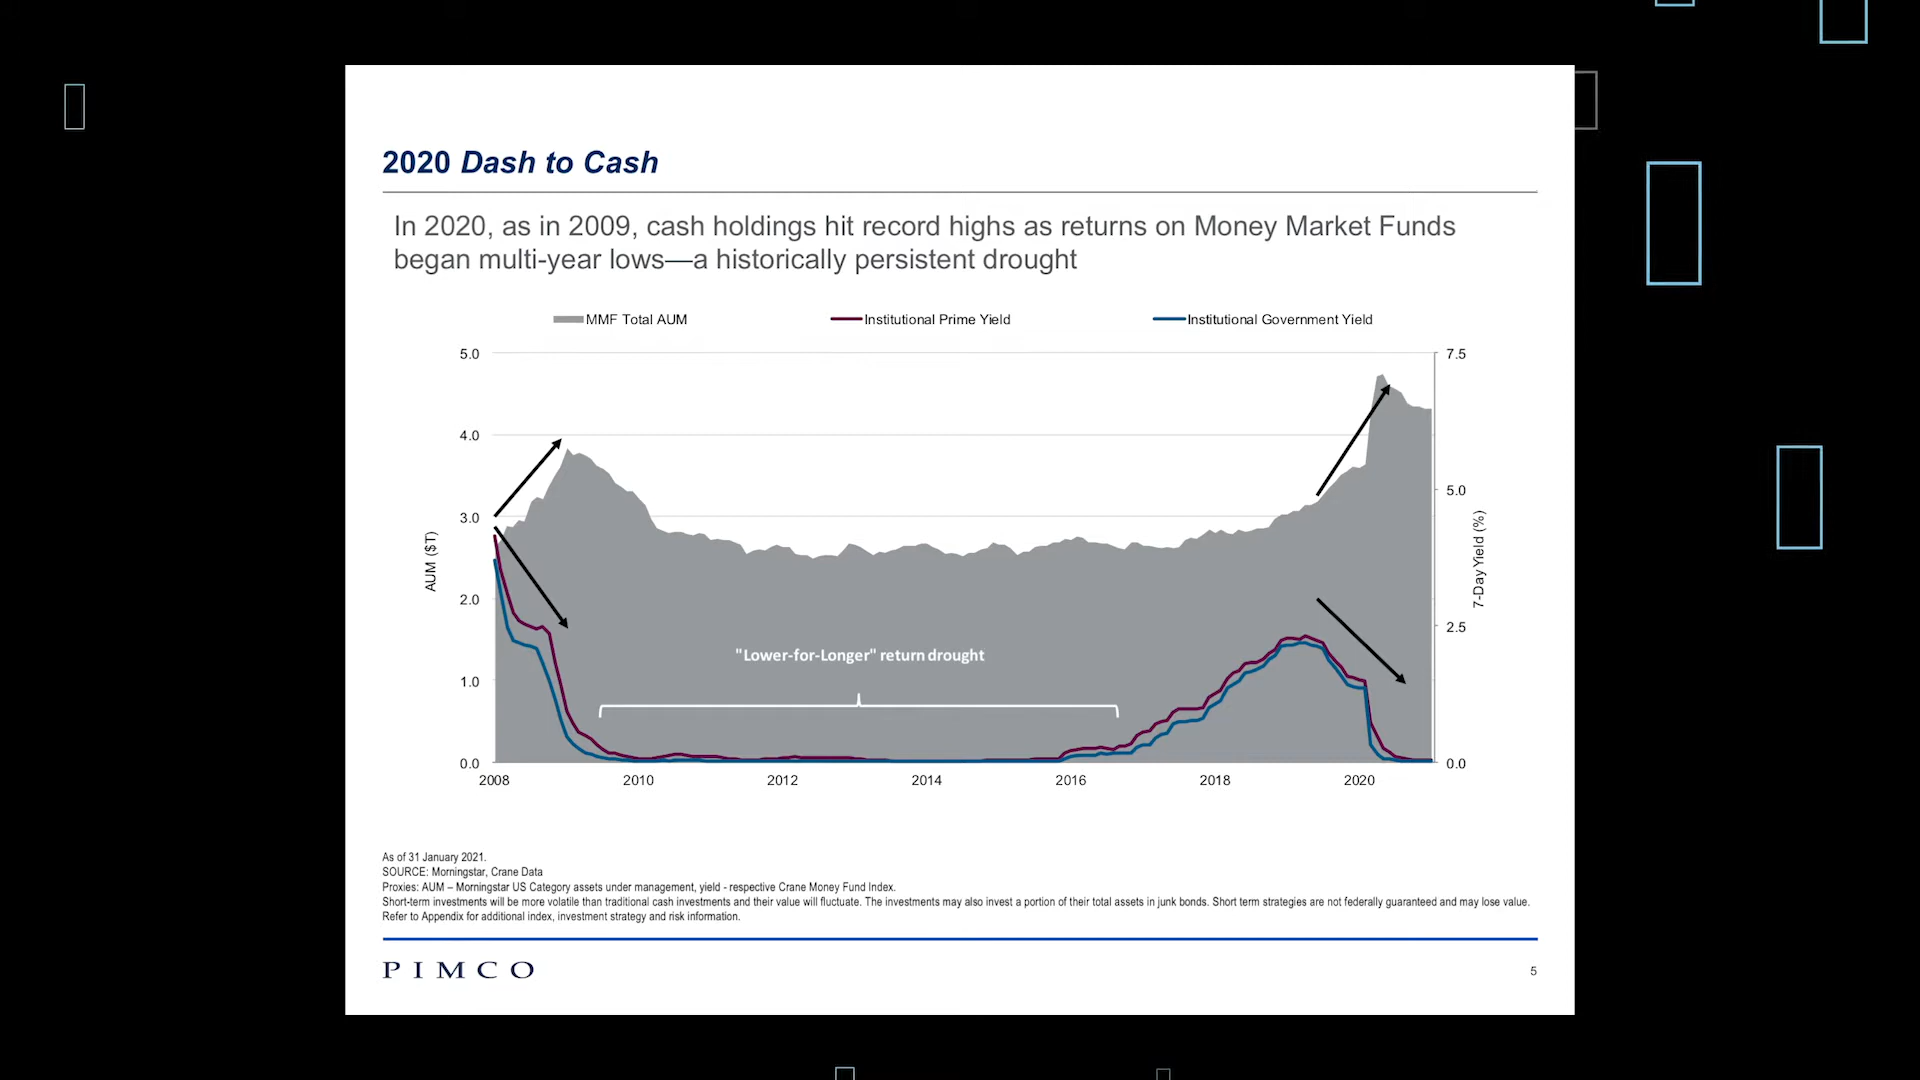 2020 Dash to Cash
In 2020, as in 2009, cash holdings hit record highs as returns on Money Market Funds
began multi-year lows—a historically persistent drought
MMF Total AUM
Institutional Prime Yield
Institutional Government Yield
5.0
4.0
3.0
2.0
1.0
0.0
AUM ($T)
7.5
5.0
2.5
0.0
7-Day Yield (%)
"Lower-for-Longer" return drought
2008 2010 2012 2014 2016 2018 2020
As of 31 January 2021.
SOURCE: Morningstar, Crane Data
Proxies: AUM – Morningstar US Category assets under management, yield - respective Crane Money Fund Index.
Short-term investments will be more volatile than traditional cash investments and their value will fluctuate. The investments may also invest a portion of their total assets in junk bonds. Short term strategies are not federally guaranteed and may lose value.
Refer to Appendix for additional index, investment strategy and risk information.
PIMCO
5